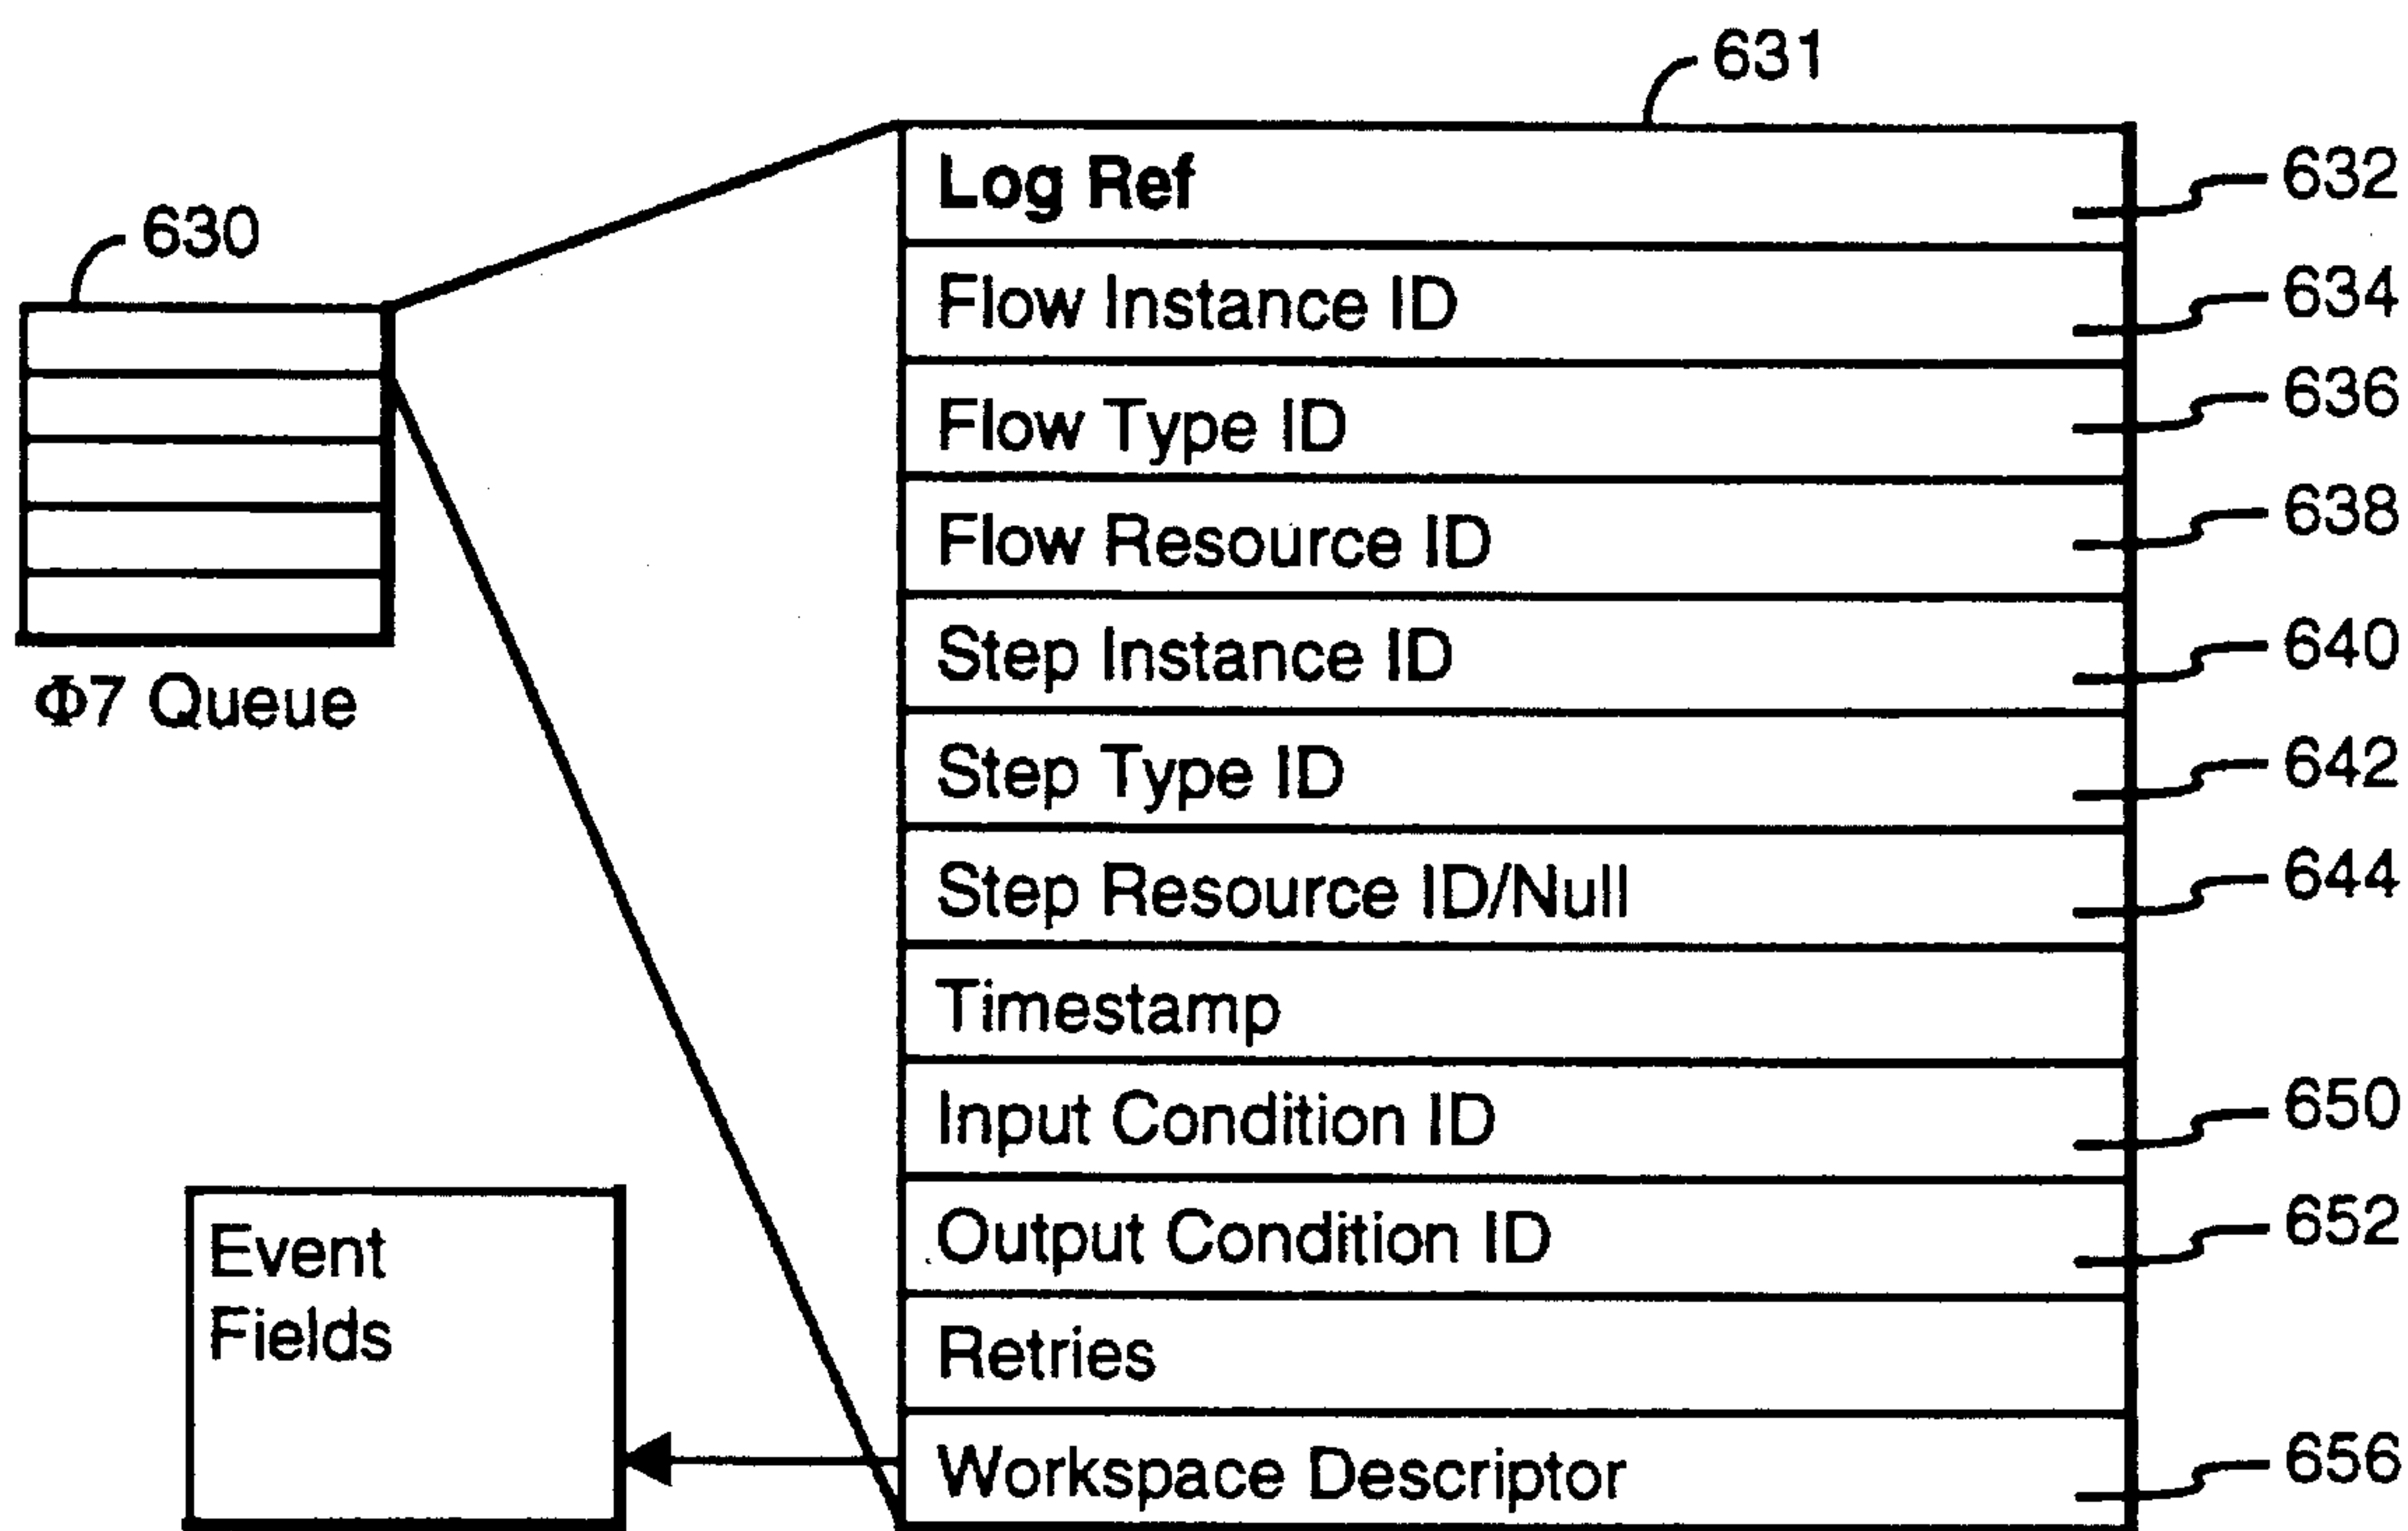 631
Log Ref
632
630
Flow Instance ID
634
Flow Type ID
636
Flow Resource ID
638
Step Instance ID
640
Φ7 Queue
Step Type ID
642
Step Resource ID/Null
644
Timestamp
Input Condition ID
650
Output Condition ID
652
Event
Fields
Retries
Workspace Descriptor
656